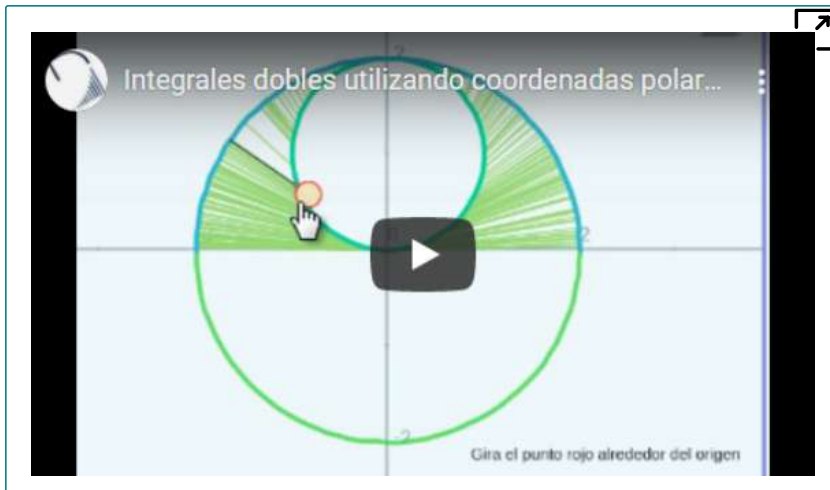 Integrales dobles utilizando coordenadas polar...
2
2
-2
Gira el punto rojo alrededor del origen